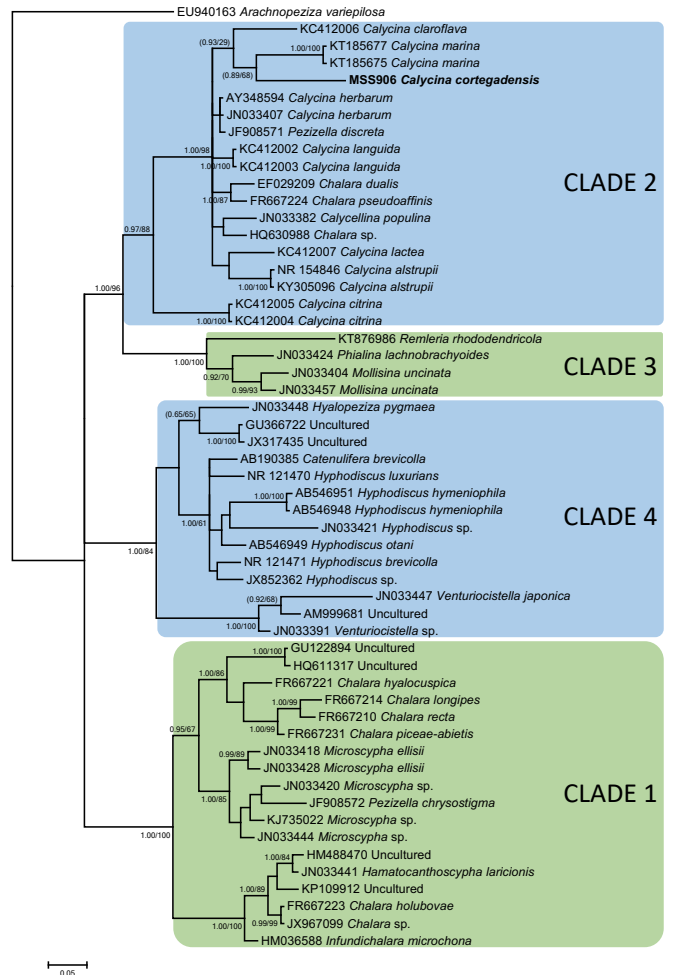 EU940163 Arachnopeziza variepilosa
KC412006 Calycina claroflava
(0.93/29)
1.00/100
KT185677 Calycina marina
KT185675 Calycina marina
(0.89/68)
MSS906 Calycina cortegadensis
AY348594 Calycina herbarum
JN033407 Calycina herbarum
JF908571 Pezizella discreta
1.00/98
KC412002 Calycina languida
1.00/100
KC412003 Calycina languida
CLADE 2
EF029209 Chalara dualis
1.00/87
FR667224 Chalara pseudoaffinis
JN033382 Calycellina populina
HQ630988 Chalara sp.
0.97/88
KC412007 Calycina lactea
NR 154846 Calycina alstrupii
1.00/100
KY305096 Calycina alstrupii
1.00/96
KC412005 Calycina citrina
1.00/100
KC412004 Calycina citrina
KT876986 Remleria rhododendricola
1.00/100
JN033424 Phialina lachnobrachyoides
CLADE 3
0.92/70
JN033404 Mollisina uncinata
0.99/93
JN033457 Mollisina uncinata
JN033448 Hyalopeziza pygmaea
(0.65/65)
GU366722 Uncultured
1.00/100
JX317435 Uncultured
AB190385 Catenulifera brevicolla
NR 121470 Hyphodiscus luxurians
1.00/100
AB546951 Hyphodiscus hymeniophila
AB546948 Hyphodiscus hymeniophila
CLADE 4
1.00/61
JN033421 Hyphodiscus sp.
AB546949 Hyphodiscus otani
1.00/84
NR 121471 Hyphodiscus brevicolla
JX852362 Hyphodiscus sp.
(0.92/68)
JN033447 Venturiocistella japonica
AM999681 Uncultured
1.00/100
JN033391 Venturiocistella sp.
GU122894 Uncultured
1.00/100
HQ611317 Uncultured
1.00/86
FR667221 Chalara hyalocuspica
FR667214 Chalara longipes
1.00/99
FR667210 Chalara recta
1.00/99
FR667231 Chalara piceae-abietis
0.95/67
JN033418 Microscypha ellisii
0.99/89
JN033428 Microscypha ellisii
JN033420 Microscypha sp.
CLADE 1
1.00/85
JF908572 Pezizella chrysostigma
KJ735022 Microscypha sp.
JN033444 Microscypha sp.
1.00/100
HM488470 Uncultured
1.00/84
JN033441 Hamatocanthoscypha laricionis
1.00/89
KP109912 Uncultured
FR667223 Chalara holubovae
0.99/99
JX967099 Chalara sp.
1.00/100
HM036588 Infundichalara microchona
0.05